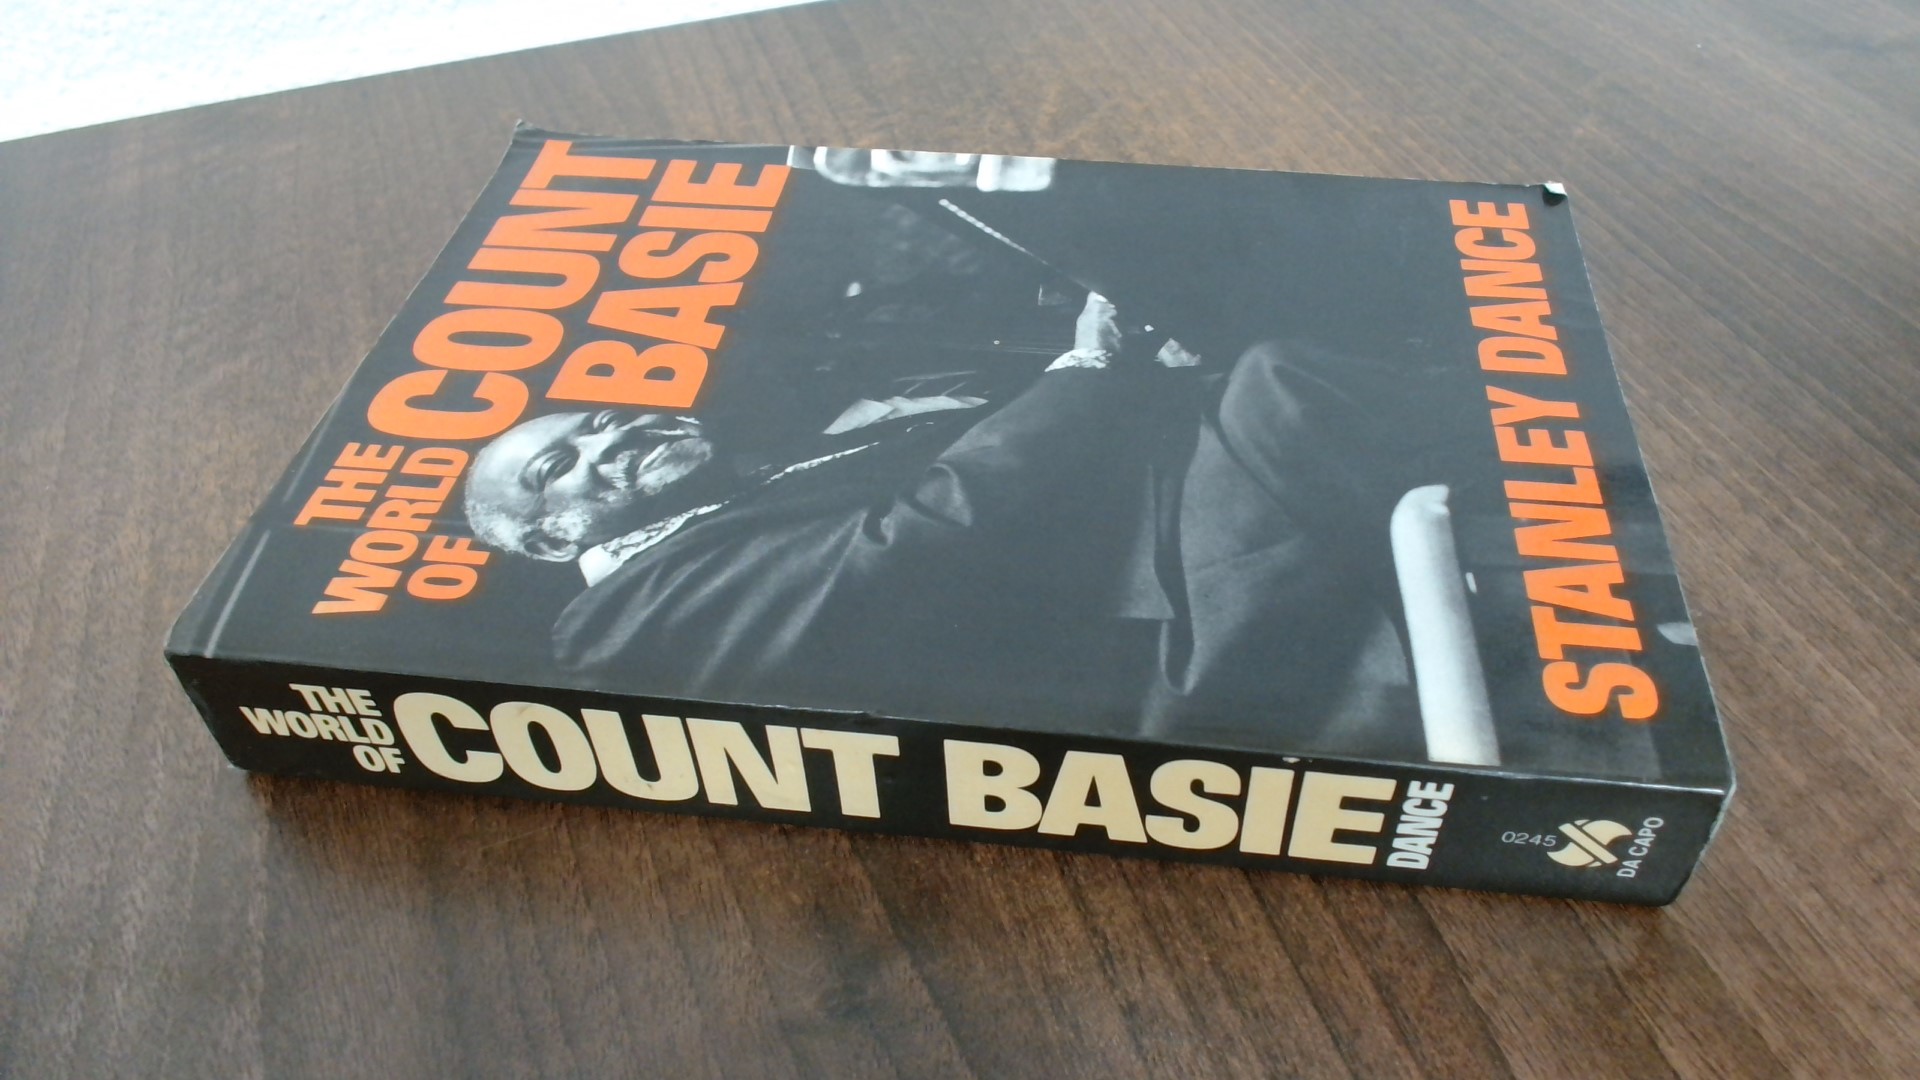 THE
WORLD
OF
COUNT
BASIE
STANLEY DANCE
THE
WORLD
OF
COUNT BASIE
DANCE
0245
DA CAPO